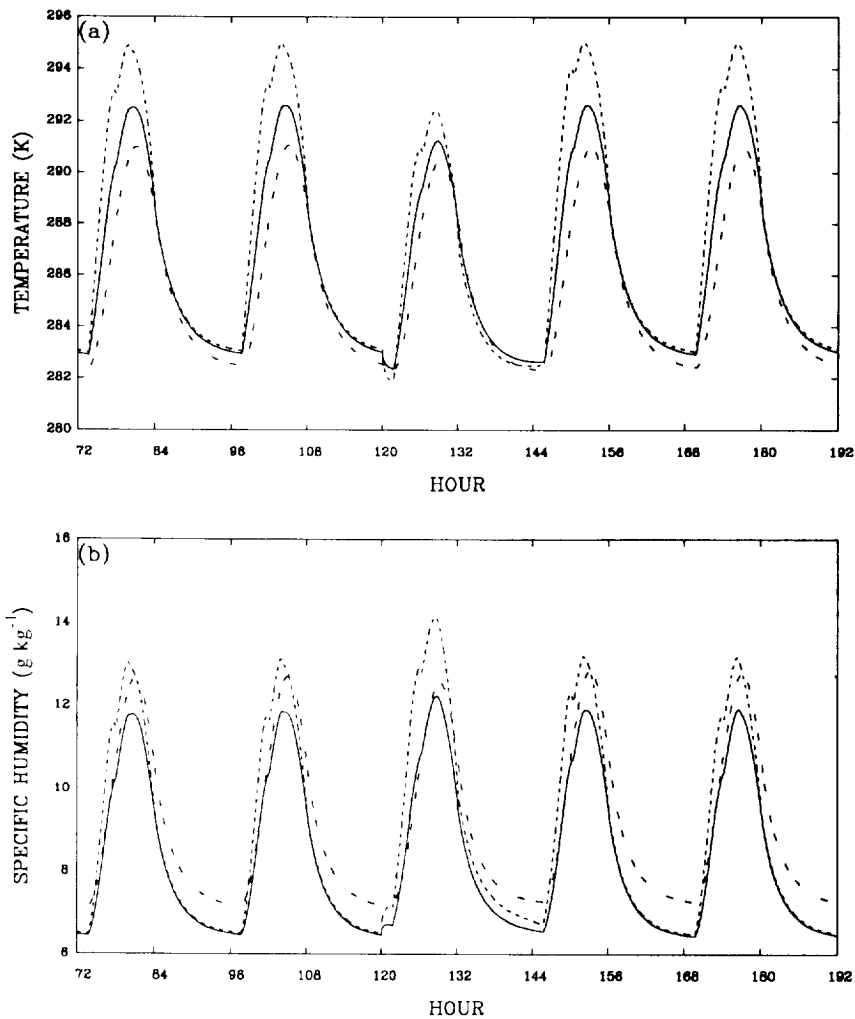 (a)
296
294
292
290
288
286
284
282
280
TEMPERATURE (K)
72 84 96 108 120 132 144 156 168 180 192
HOUR
(b)
16
14
12
10
8
6
SPECIFIC HUMIDITY (g kg⁻¹)
72 84 96 108 120 132 144 156 168 180 192
HOUR